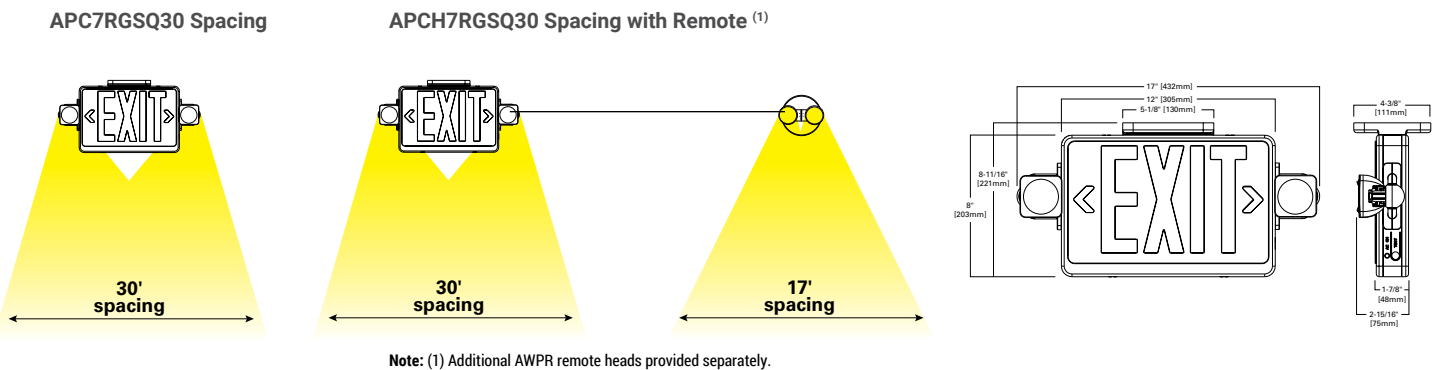 APC7RGSQ30 Spacing
APCH7RGSQ30 Spacing with Remote (1)
EXIT
30'
spacing
EXIT
30'
spacing
17'
spacing
17" [432mm]
12" [305mm]
5-1/8" [130mm]
8-11/16"
[221mm]
8"
[203mm]
EXIT
4-3/8"
[111mm]
1-7/8"
[48mm]
2-15/16"
[75mm]
Note: (1) Additional AWPR remote heads provided separately.